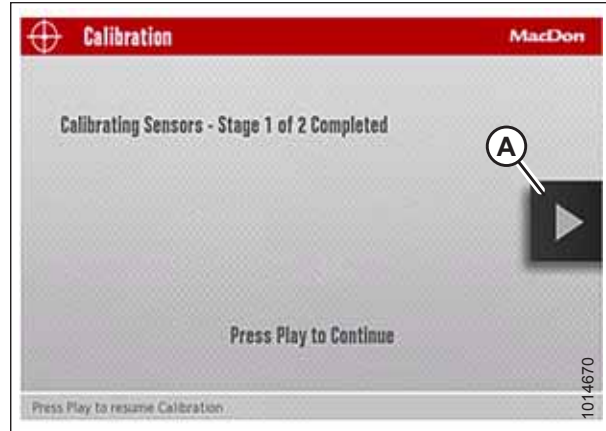 Calibration
MacDon
Calibrating Sensors - Stage 1 of 2 Completed
A
Press Play to Continue
Press Play to resume Calibration
1014670